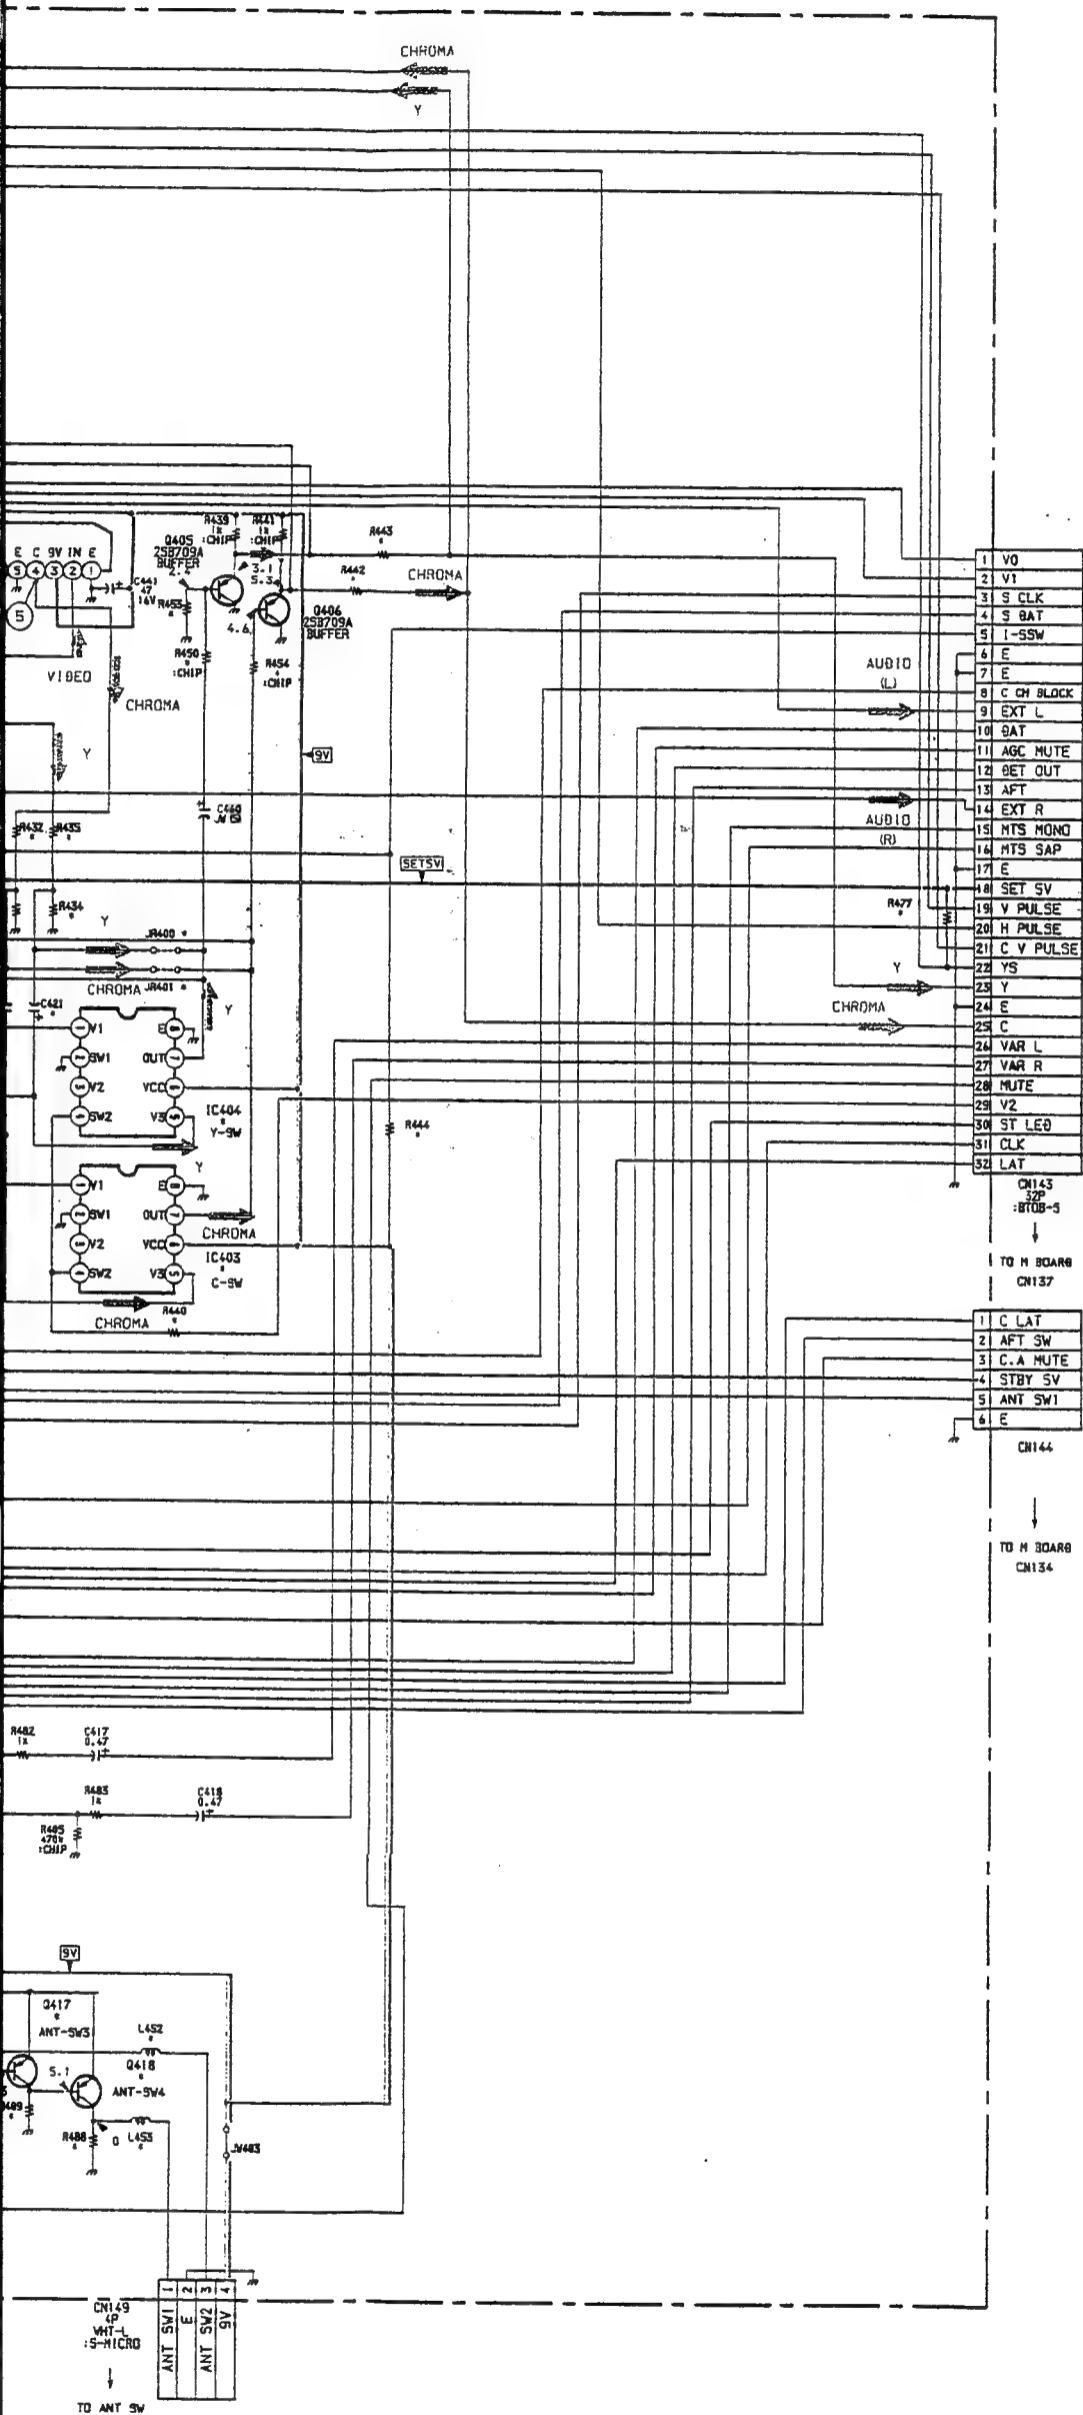 CHROMA
Y
E C 9V IN E
5 4 3 2 1
5
C441
47
16V
Q405
2SB709A
BUFFER
2.4
R439
1k
:CHIP
R441
1k
:CHIP
3.1
5.3
R443
*
R442
*
CHROMA
R453
*
4.6
Q406
2SB709A
BUFFER
R450
*
:CHIP
R454
*
:CHIP
VIDEO
CHROMA
Y
9V
C460
R432
*
R435
*
SET5V
R434
*
Y
JR400 *
CHROMA
JR401 *
C421
*
Y
V1
SW1
V2
SW2
E
OUT
VCC
V3
IC404
*
Y-SW
Y
V1
SW1
V2
SW2
E
OUT
VCC
V3
CHROMA
IC403
*
C-SW
CHROMA
R440
*
R444
*
AUDIO
(L)
AUDIO
(R)
R477
*
Y
CHROMA
1 V0
2 V1
3 S CLK
4 S DAT
5 I-SSW
6 E
7 E
8 C CH BLOCK
9 EXT L
10 DAT
11 AGC MUTE
12 DET OUT
13 AFT
14 EXT R
15 MTS MONO
16 MTS SAP
17 E
18 SET 5V
19 V PULSE
20 H PULSE
21 C V PULSE
22 YS
23 Y
24 E
25 C
26 VAR L
27 VAR R
28 MUTE
29 V2
30 ST LED
31 CLK
32 LAT
CN143
32P
:BTOB-S
TO M BOARD
CN137
1 C LAT
2 AFT SW
3 C.A MUTE
4 STBY 5V
5 ANT SW1
6 E
CN144
TO M BOARD
CN134
R482
1k
C417
0.47
R483
1k
C418
0.47
R485
470k
:CHIP
9V
Q417
*
ANT-SW3
L452
*
5.1
Q418
*
ANT-SW4
R488
*
0
L453
*
JW403
1 ANT SW1
2 E
3 ANT SW2
4 9V
CN149
4P
WHT-L
:S-MICRO
TO ANT SW